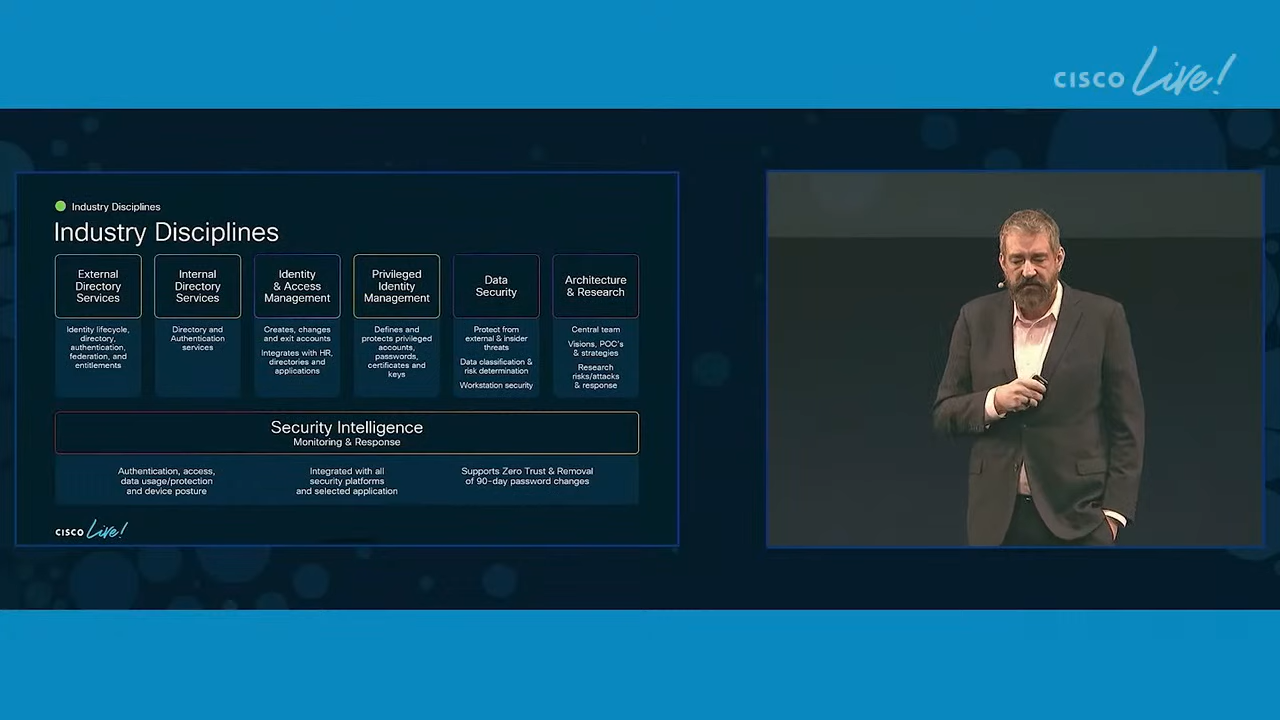 CISCO Live!
Industry Disciplines
Industry Disciplines
External
Directory
Services
Internal
Directory
Services
Identity
& Access
Management
Privileged
Identity
Management
Data
Security
Architecture
& Research
Identity lifecycle,
directory,
authentication,
federation, and
entitlements
Directory and
Authentication
services
Creates, changes
and exit accounts
Integrates with HR,
directories and
applications
Defines and
protects privileged
accounts,
passwords,
certificates and
keys
Protect from
external & insider
threats
Data classification &
risk determination
Workstation security
Central team
Visions, POC's
& strategies
Research
risks/attacks
& response
Security Intelligence
Monitoring & Response
Authentication, access,
data usage/protection
and device posture
Integrated with all
security platforms
and selected application
Supports Zero Trust & Removal
of 90-day password changes
CISCO Live!